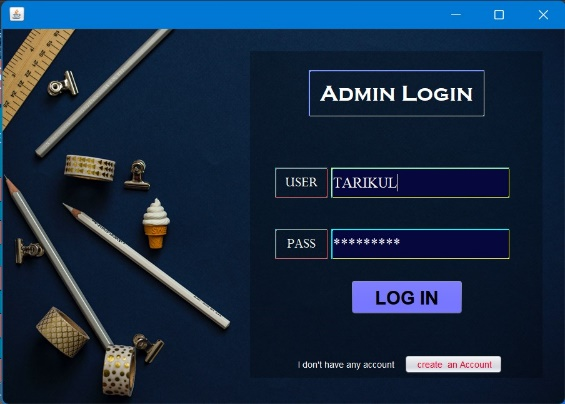 ADMIN LOGIN
USER TARIKUL
PASS *********
LOG IN
I don't have any account create an Account